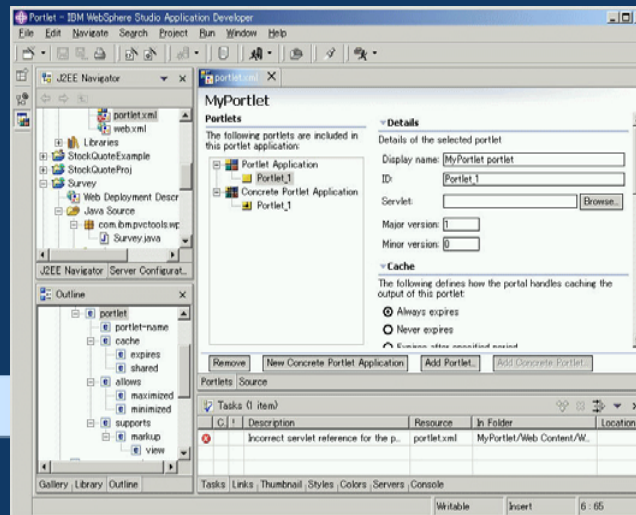 Portlet - IBM WebSphere Studio Application Developer
File Edit Navigate Search Project Run Window Help
J2EE Navigator
portlet.xml
web.xml
Libraries
StockQuoteExample
StockQuoteProj
Survey
Web Deployment Descr
Java Source
com.ibm.pvctools.wp
Survey.java
J2EE Navigator Server Configurat..
Outline
portlet
portlet-name
cache
expires
shared
allows
maximized
minimized
supports
markup
view
Gallery Library Outline
portlet.xml
MyPortlet
Portlets
The following portlets are included in
this portlet application:
Portlet Application
Portlet_1
Concrete Portlet Application
Portlet_1
Details
Details of the selected portlet
Display name: MyPortlet portlet
ID: Portlet_1
Servlet: Browse...
Major version: 1
Minor version: 0
Cache
The following defines how the portal handles caching the
output of this portlet:
Always expires
Never expires
Expires after specified period
Remove New Concrete Portlet Application Add Portlet... Add Concrete Portlet...
Portlets Source
Tasks (1 item)
C. ! Description Resource In Folder Location
Incorrect servlet reference for the p... portlet.xml MyPortlet/Web Content/W...
Tasks Links Thumbnail Styles Colors Servers Console
Writable Insert 6 : 65